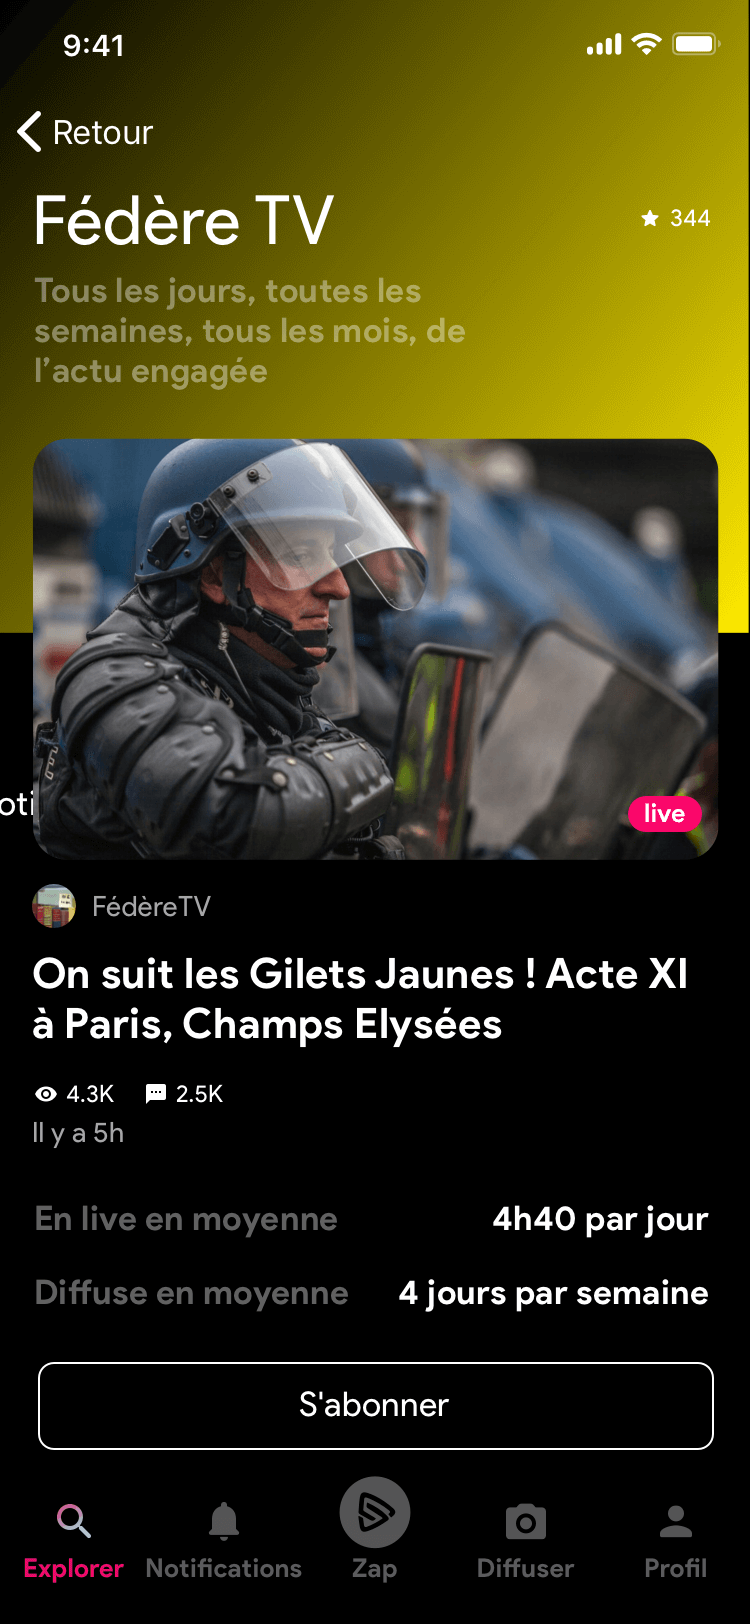 9:41
Retour
Fédère TV
344
Tous les jours, toutes les
semaines, tous les mois, de
l’actu engagée
oti
live
FédèreTV
On suit les Gilets Jaunes ! Acte XI
à Paris, Champs Elysées
4.3K 2.5K
Il y a 5h
En live en moyenne 4h40 par jour
Diffuse en moyenne 4 jours par semaine
S'abonner
Explorer Notifications Zap Diffuser Profil